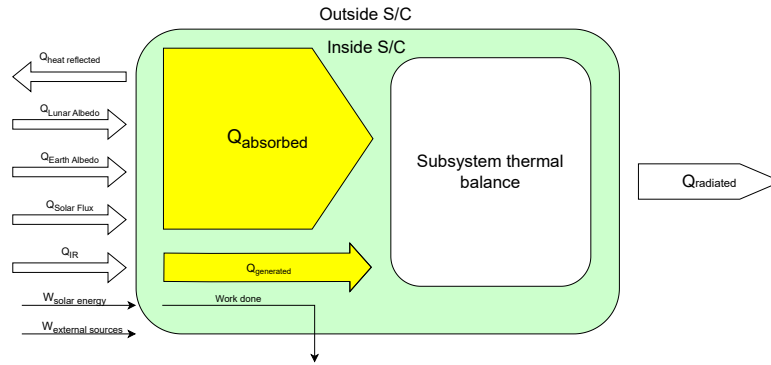 Outside S/C
Inside S/C
Qheat reflected
QLunar Albedo
QEarth Albedo
QSolar Flux
QIR
Wsolar energy
Wexternal sources
Qabsorbed
Qgenerated
Work done
Subsystem thermal
balance
Qradiated